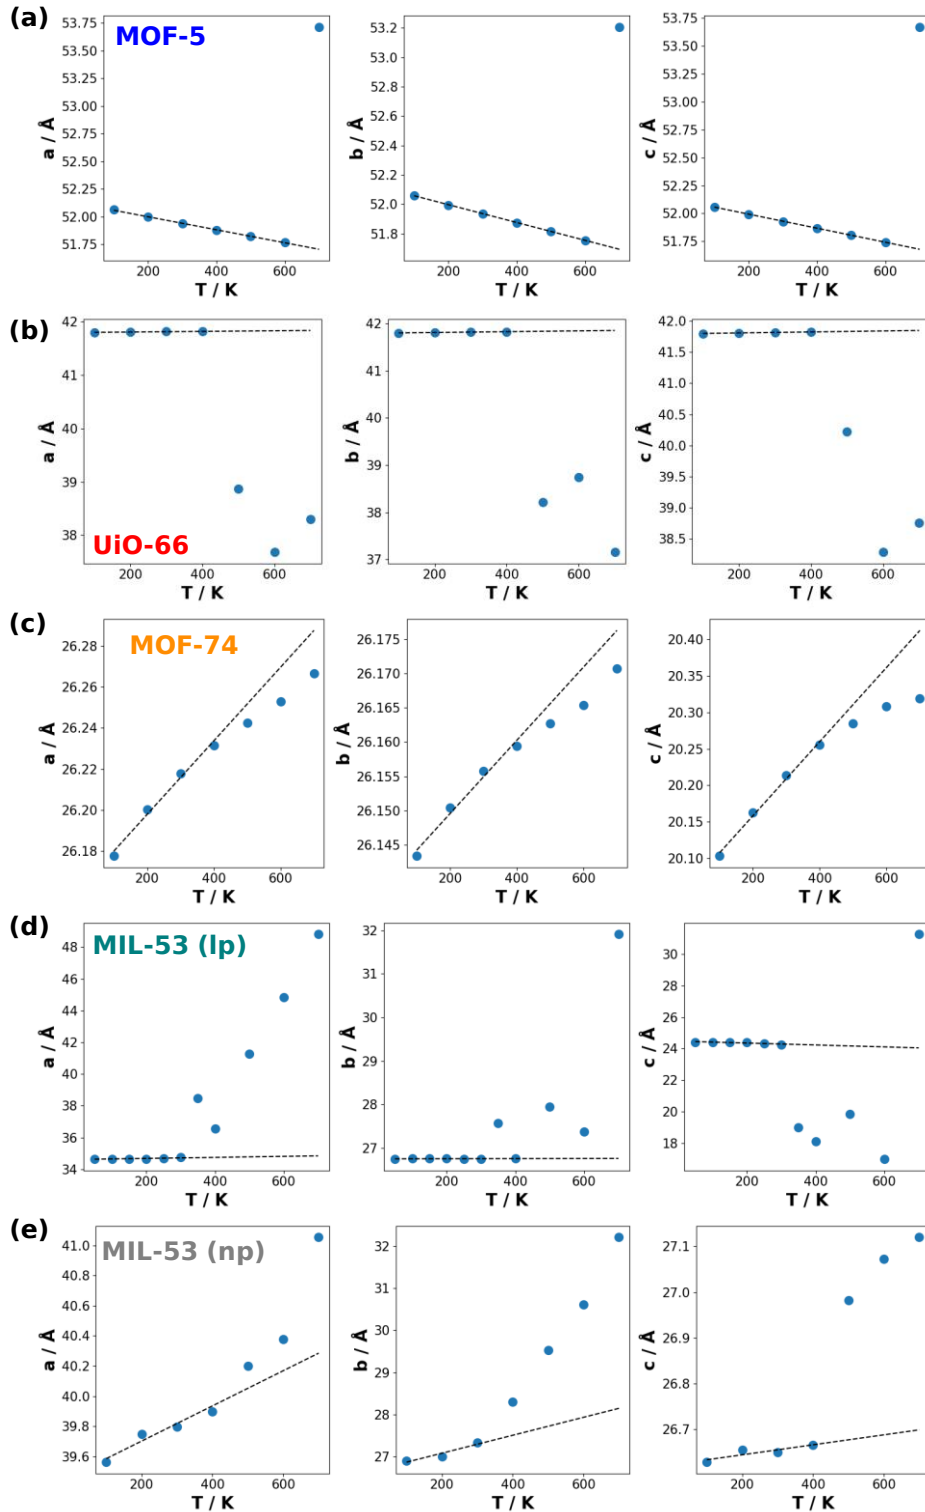 (a)
MOF-5
53.75
53.50
53.25
53.00
52.75
52.50
52.25
52.00
51.75
a / Å
200 400 600
T / K
53.2
53.0
52.8
52.6
52.4
52.2
52.0
51.8
b / Å
200 400 600
T / K
53.75
53.50
53.25
53.00
52.75
52.50
52.25
52.00
51.75
c / Å
200 400 600
T / K
(b)
UiO-66
42
41
40
39
38
a / Å
200 400 600
T / K
42
41
40
39
38
37
b / Å
200 400 600
T / K
42.0
41.5
41.0
40.5
40.0
39.5
39.0
38.5
c / Å
200 400 600
T / K
(c)
MOF-74
26.28
26.26
26.24
26.22
26.20
26.18
a / Å
200 400 600
T / K
26.175
26.170
26.165
26.160
26.155
26.150
26.145
b / Å
200 400 600
T / K
20.40
20.35
20.30
20.25
20.20
20.15
20.10
c / Å
200 400 600
T / K
(d)
MIL-53 (lp)
48
46
44
42
40
38
36
34
a / Å
200 400 600
T / K
32
31
30
29
28
27
b / Å
200 400 600
T / K
30
28
26
24
22
20
18
c / Å
200 400 600
T / K
(e)
MIL-53 (np)
41.0
40.8
40.6
40.4
40.2
40.0
39.8
39.6
a / Å
200 400 600
T / K
32
31
30
29
28
27
b / Å
200 400 600
T / K
27.1
27.0
26.9
26.8
26.7
c / Å
200 400 600
T / K